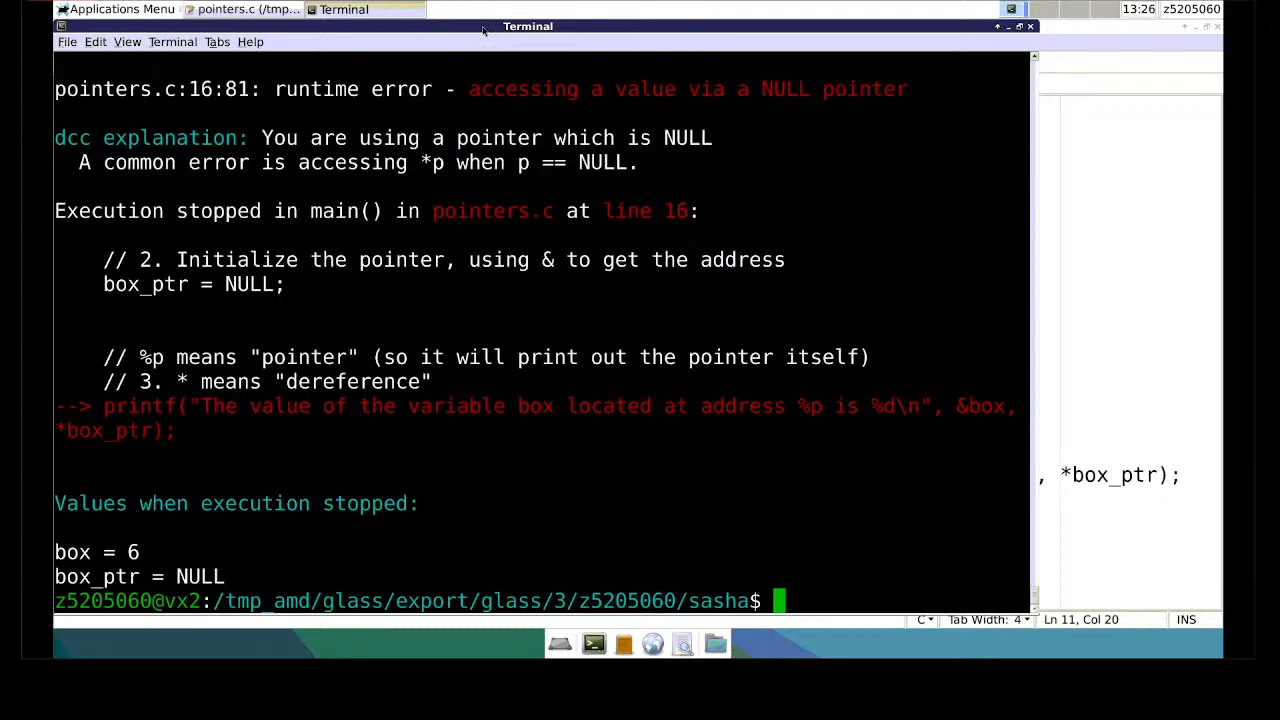 Applications Menu
pointers.c (/tmp...
Terminal
13:26
z5205060
Terminal
File Edit View Terminal Tabs Help
pointers.c:16:81: runtime error - accessing a value via a NULL pointer
dcc explanation: You are using a pointer which is NULL
A common error is accessing *p when p == NULL.
Execution stopped in main() in pointers.c at line 16:
// 2. Initialize the pointer, using & to get the address
box_ptr = NULL;
// %p means "pointer" (so it will print out the pointer itself)
// 3. * means "dereference"
--> printf("The value of the variable box located at address %p is %d\n", &box,
*box_ptr);
, *box_ptr);
Values when execution stopped:
box = 6
box_ptr = NULL
z5205060@vx2:/tmp_amd/glass/export/glass/3/z5205060/sasha$
C
Tab Width: 4
Ln 11, Col 20
INS